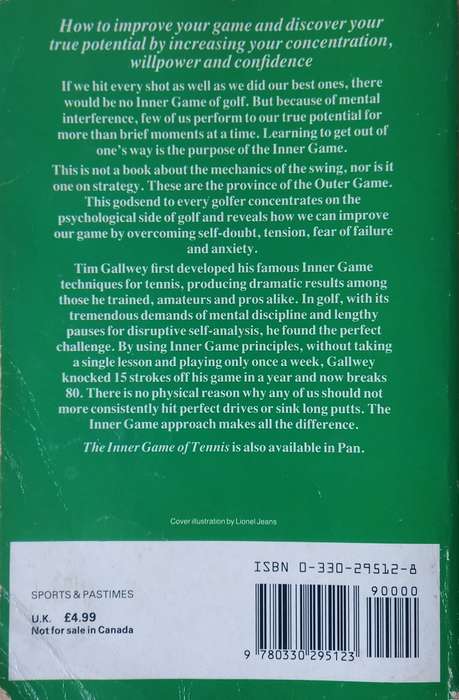 How to improve your game and discover your
true potential by increasing your concentration,
willpower and confidence
If we hit every shot as well as we did our best ones, there
would be no Inner Game of golf. But because of mental
interference, few of us perform to our true potential for
more than brief moments at a time. Learning to get out of
one's way is the purpose of the Inner Game.
This is not a book about the mechanics of the swing, nor is it
one on strategy. These are the province of the Outer Game.
This godsend to every golfer concentrates on the
psychological side of golf and reveals how we can improve
our game by overcoming self-doubt, tension, fear of failure
and anxiety.
Tim Gallwey first developed his famous Inner Game
techniques for tennis, producing dramatic results among
those he trained, amateurs and pros alike. In golf, with its
tremendous demands of mental discipline and lengthy
pauses for disruptive self-analysis, he found the perfect
challenge. By using Inner Game principles, without taking
a single lesson and playing only once a week, Gallwey
knocked 15 strokes off his game in a year and now breaks
80. There is no physical reason why any of us should not
more consistently hit perfect drives or sink long putts. The
Inner Game approach makes all the difference.
The Inner Game of Tennis is also available in Pan.
Cover illustration by Lionel Jeans
ISBN 0-330-29512-8
90000
SPORTS & PASTIMES
U.K. £4.99
Not for sale in Canada
9 780330 295123